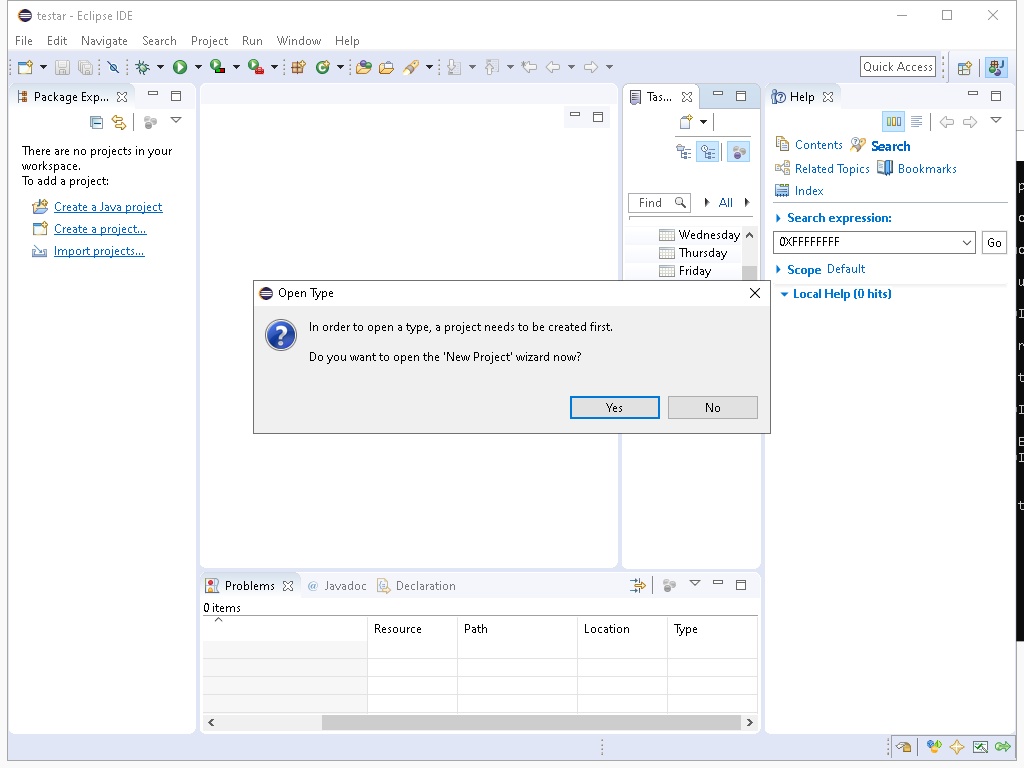 testar - Eclipse IDE
File Edit Navigate Search Project Run Window Help
Quick Access
Package Exp...
There are no projects in your
workspace.
To add a project:
Create a Java project
Create a project...
Import projects...
Tas...
Find All
Wednesday
Thursday
Friday
Help
Contents Search
Related Topics Bookmarks
Index
Search expression:
0XFFFFFFFF Go
Scope Default
Local Help (0 hits)
Open Type
In order to open a type, a project needs to be created first.
Do you want to open the 'New Project' wizard now?
Yes No
Problems @ Javadoc Declaration
0 items
Resource Path Location Type